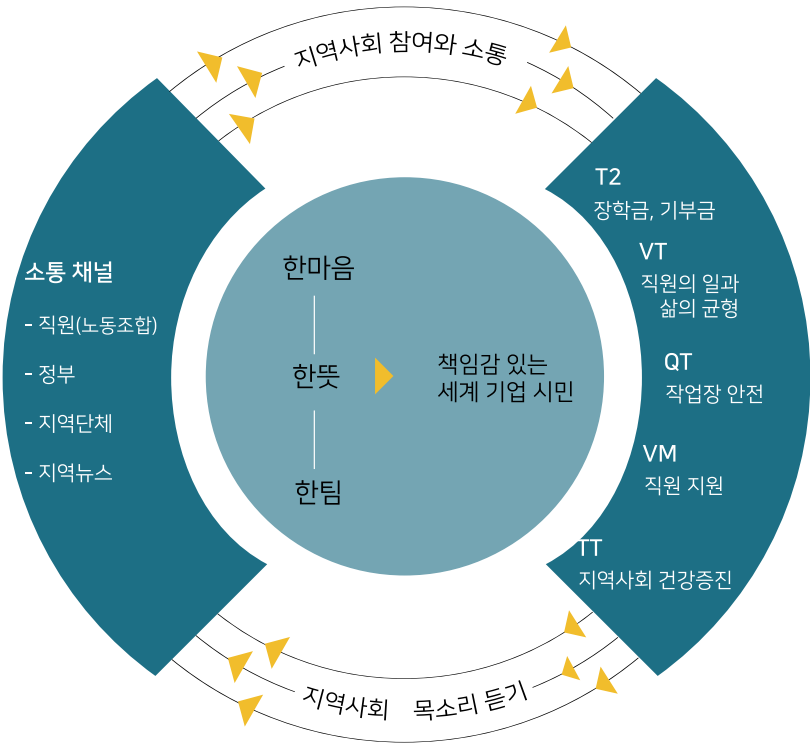 지역사회 참여와 소통
소통 채널
- 직원(노동조합)
- 정부
- 지역단체
- 지역뉴스
한마음
한뜻
한팀
책임감 있는
세계 기업 시민
T2
장학금, 기부금
VT
직원의 일과
삶의 균형
QT
작업장 안전
VM
직원 지원
TT
지역사회 건강증진
지역사회 목소리 듣기